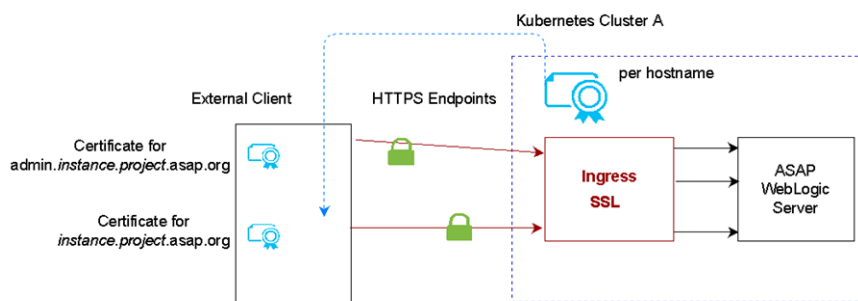 Kubernetes Cluster A
per hostname
External Client
HTTPS Endpoints
Certificate for
admin.instance.project.asap.org
Ingress
SSL
ASAP
WebLogic
Server
Certificate for
instance.project.asap.org